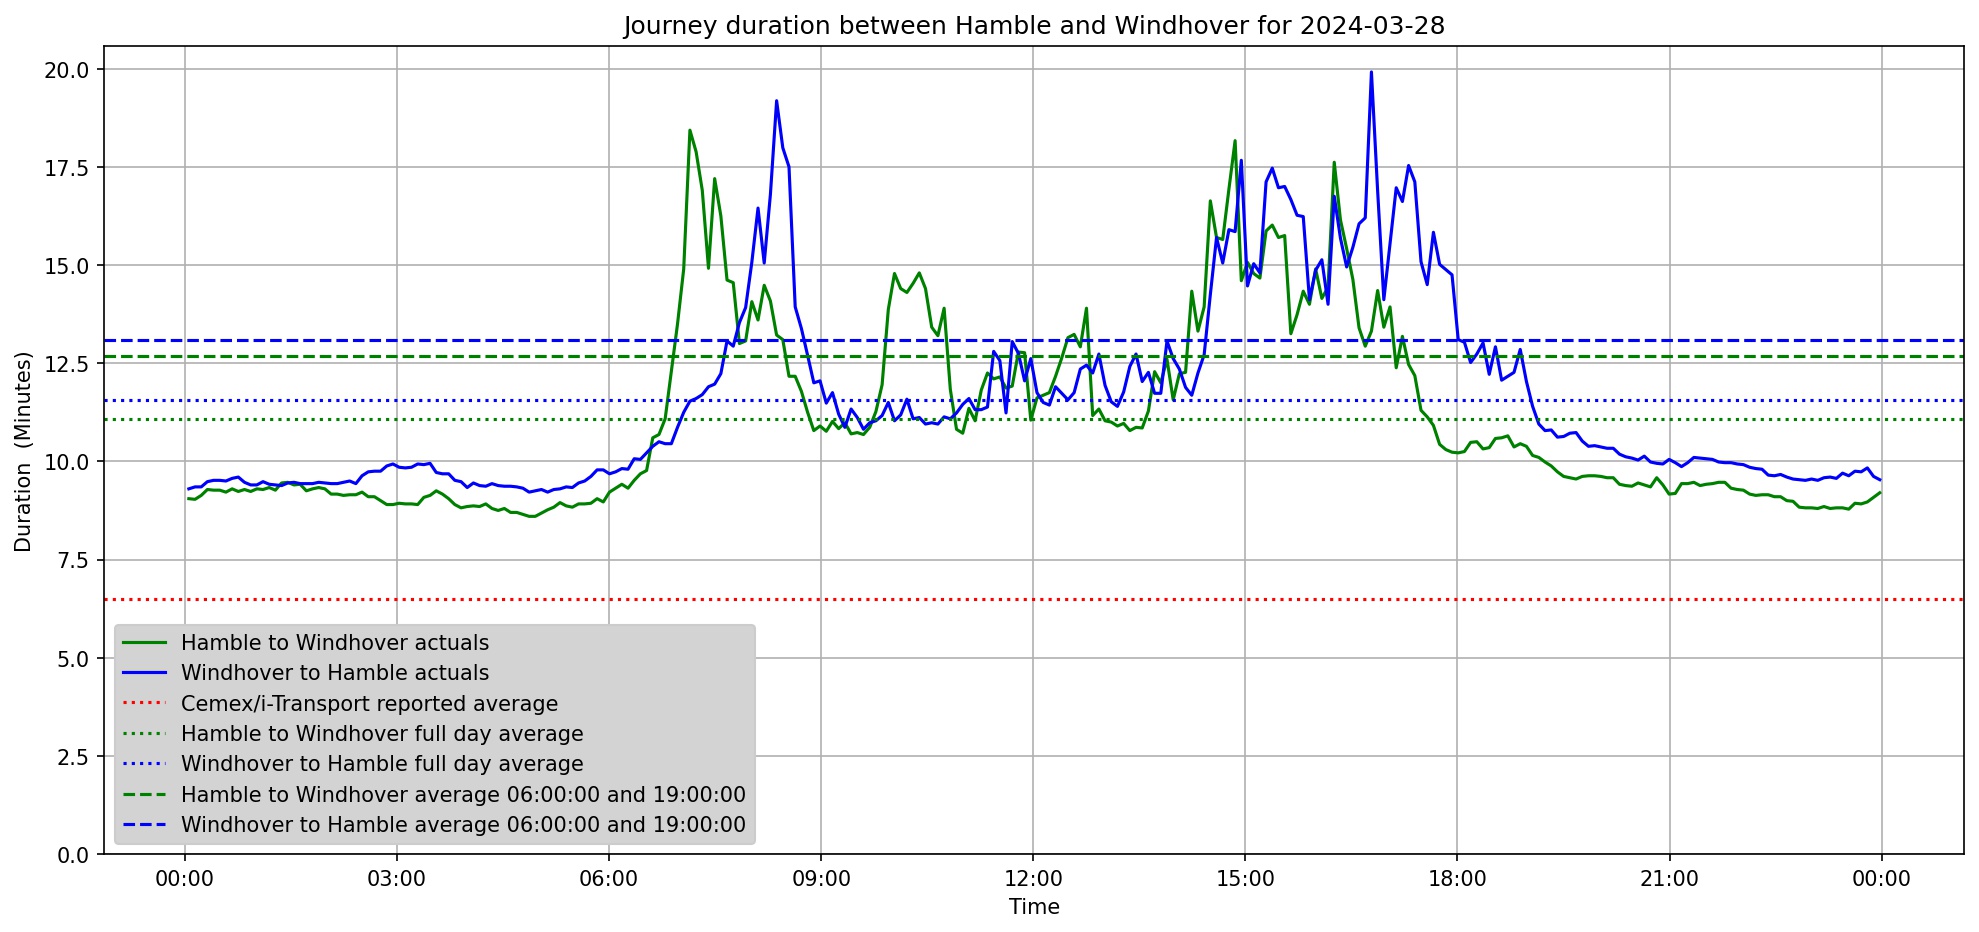 Journey duration between Hamble and Windhover for 2024-03-28
20.0
17.5
15.0
12.5
10.0
7.5
5.0
2.5
0.0
Duration (Minutes)
Hamble to Windhover actuals
Windhover to Hamble actuals
Cemex/i-Transport reported average
Hamble to Windhover full day average
Windhover to Hamble full day average
Hamble to Windhover average 06:00:00 and 19:00:00
Windhover to Hamble average 06:00:00 and 19:00:00
00:00 03:00 06:00 09:00 12:00 15:00 18:00 21:00 00:00
Time